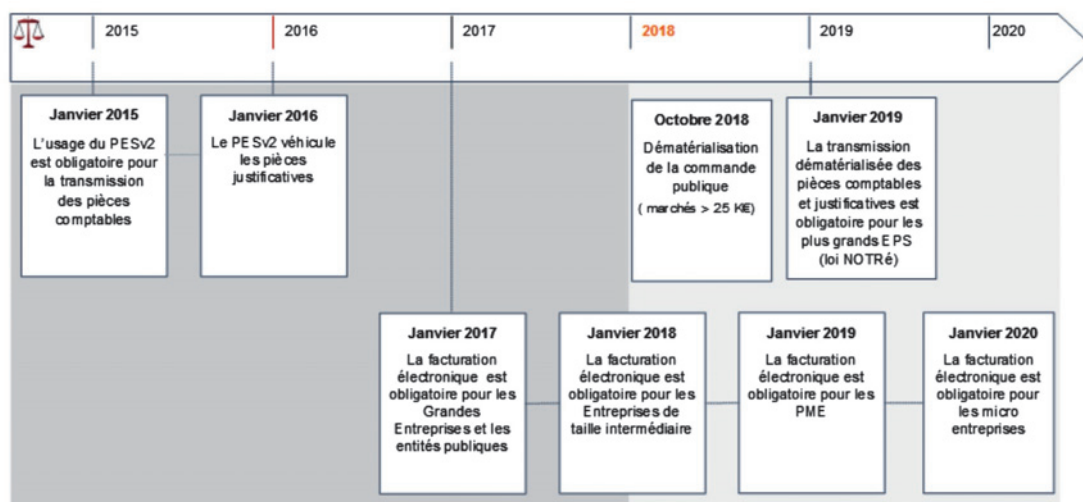 2015
2016
2017
2018
2019
2020
Janvier 2015
L'usage du PESv2
est obligatoire pour
la transmission
des pièces
comptables
Janvier 2016
Le PESv2 véhicule
les pièces
justificatives
Octobre 2018
Dématérialisation
de la commande
publique
( marchés > 25 K€)
Janvier 2019
La transmission
dématérialisée des
pièces comptables
et justificatives est
obligatoire pour les
plus grands EPS
(loi NOTRé)
Janvier 2017
La facturation
électronique est
obligatoire pour les
Grandes
Entreprises et les
entités publiques
Janvier 2018
La facturation
électronique est
obligatoire pour les
Entreprises de
taille intermédiaire
Janvier 2019
La facturation
électronique est
obligatoire pour les
PME
Janvier 2020
La facturation
électronique est
obligatoire pour
les micro
entreprises